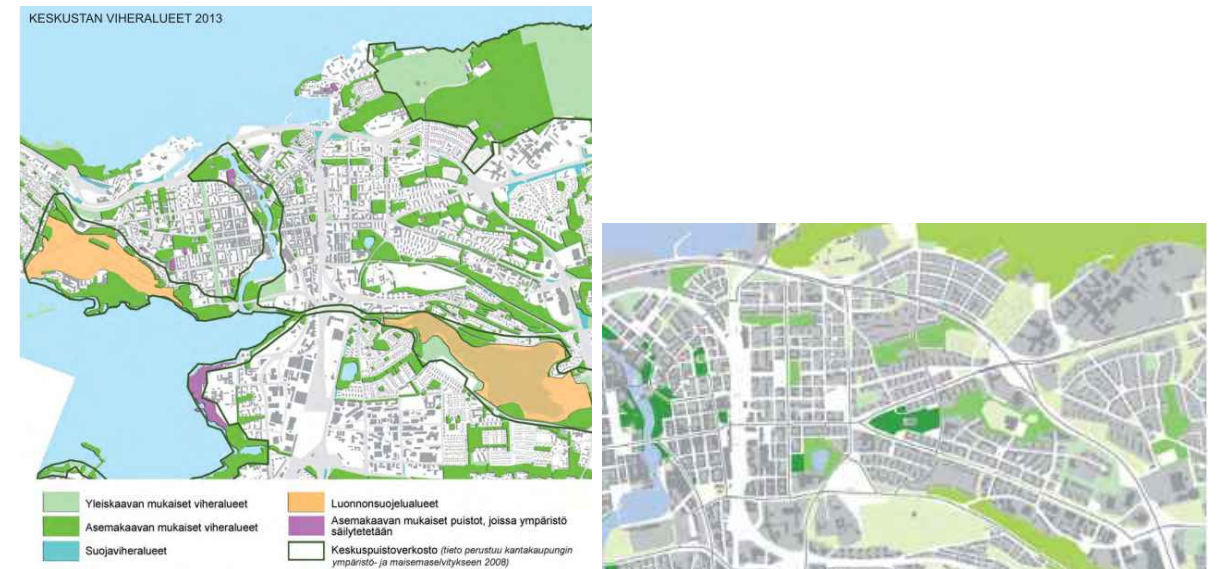 KESKUSTAN VIHERALUEET 2013
Yleiskaavan mukaiset viheralueet
Asemakaavan mukaiset viheralueet
Suojaviheralueet
Luonnonsuojelualueet
Asemakaavan mukaiset puistot, joissa ympäristö
säilytetetään
Keskuspuistoverkosto (tieto perustuu kantakaupungin
ympäristö- ja maisemaselvitykseen 2008)